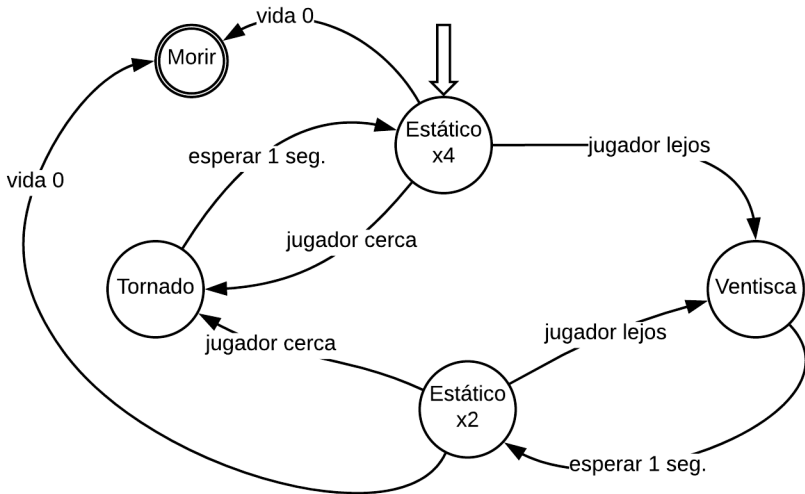 vida 0
Morir
Estático
x4
esperar 1 seg.
jugador lejos
vida 0
jugador cerca
Tornado
Ventisca
jugador cerca
jugador lejos
Estático
x2
esperar 1 seg.